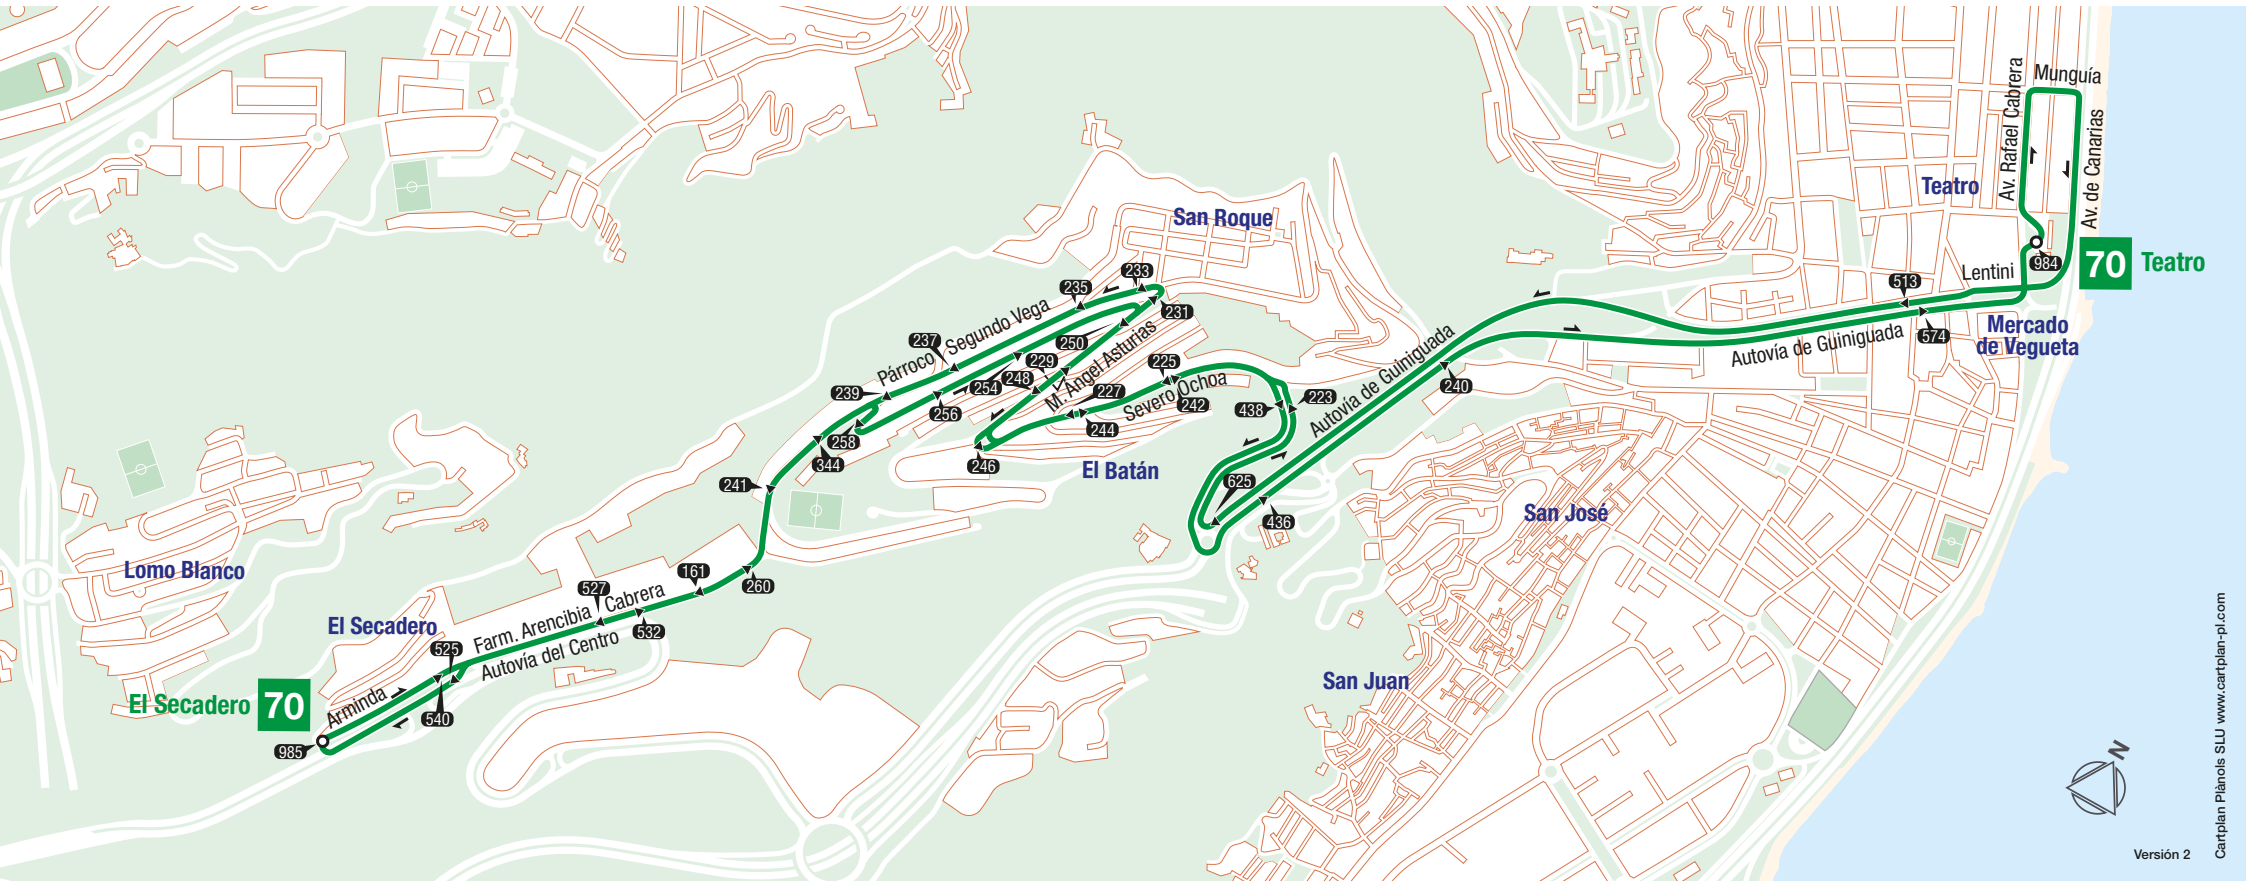 Munguía
Av. Rafael Cabrera
Av. de Canarias
Teatro
San Roque
70 Teatro
984
Lentini
513
574
Mercado
de Vegueta
Autovía de Guiniguada
Autovía de Guiniguada
240
233
235
231
Párroco Segundo Vega
237
250
229
M. Ángel Asturias
225
254
248
227
Severo Ochoa
242
239
256
438
223
244
258
344
246
El Batán
241
625
436
San José
Lomo Blanco
161
260
527
Farm. Arencibia Cabrera
532
El Secadero
525
Autovía del Centro
San Juan
El Secadero 70
Arminda
540
985
N
Versión 2
Cartplan Plànols SLU www.cartplan-pl.com